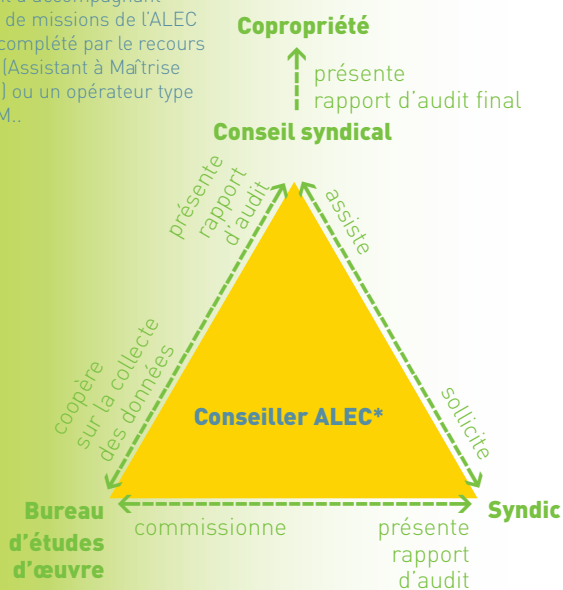 d'accompagnant
de missions de l'ALEC
complété par le recours
(Assistant à Maîtrise
) ou un opérateur type
M..
Copropriété
présente
rapport d'audit final
Conseil syndical
présente
rapport
d'audit
assiste
coopère
sur la collecte
des données
sollicite
Conseiller ALEC*
Bureau
d'études
d'œuvre
commissionne
présente
rapport
d'audit
Syndic